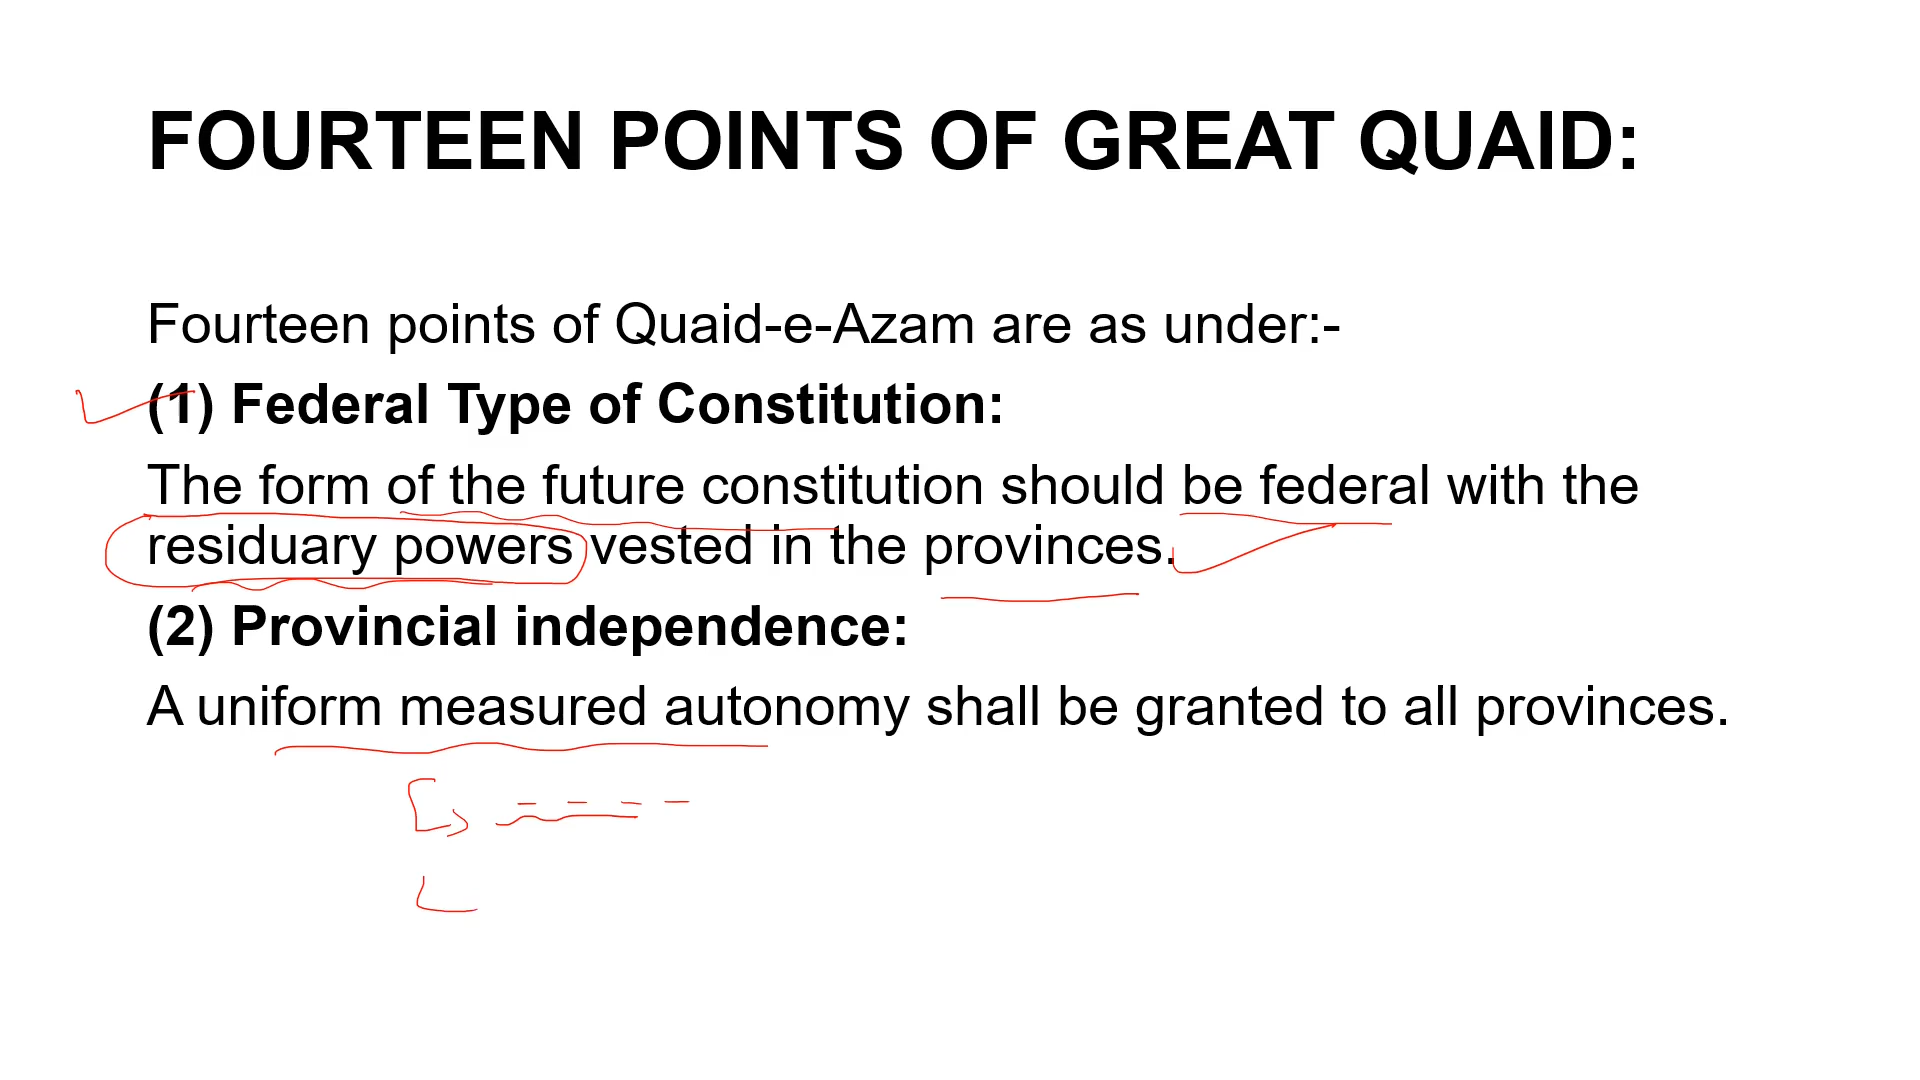 FOURTEEN POINTS OF GREAT QUAID:
Fourteen points of Quaid-e-Azam are as under:-
(1) Federal Type of Constitution:
The form of the future constitution should be federal with the
residuary powers vested in the provinces.
(2) Provincial independence:
A uniform measured autonomy shall be granted to all provinces.